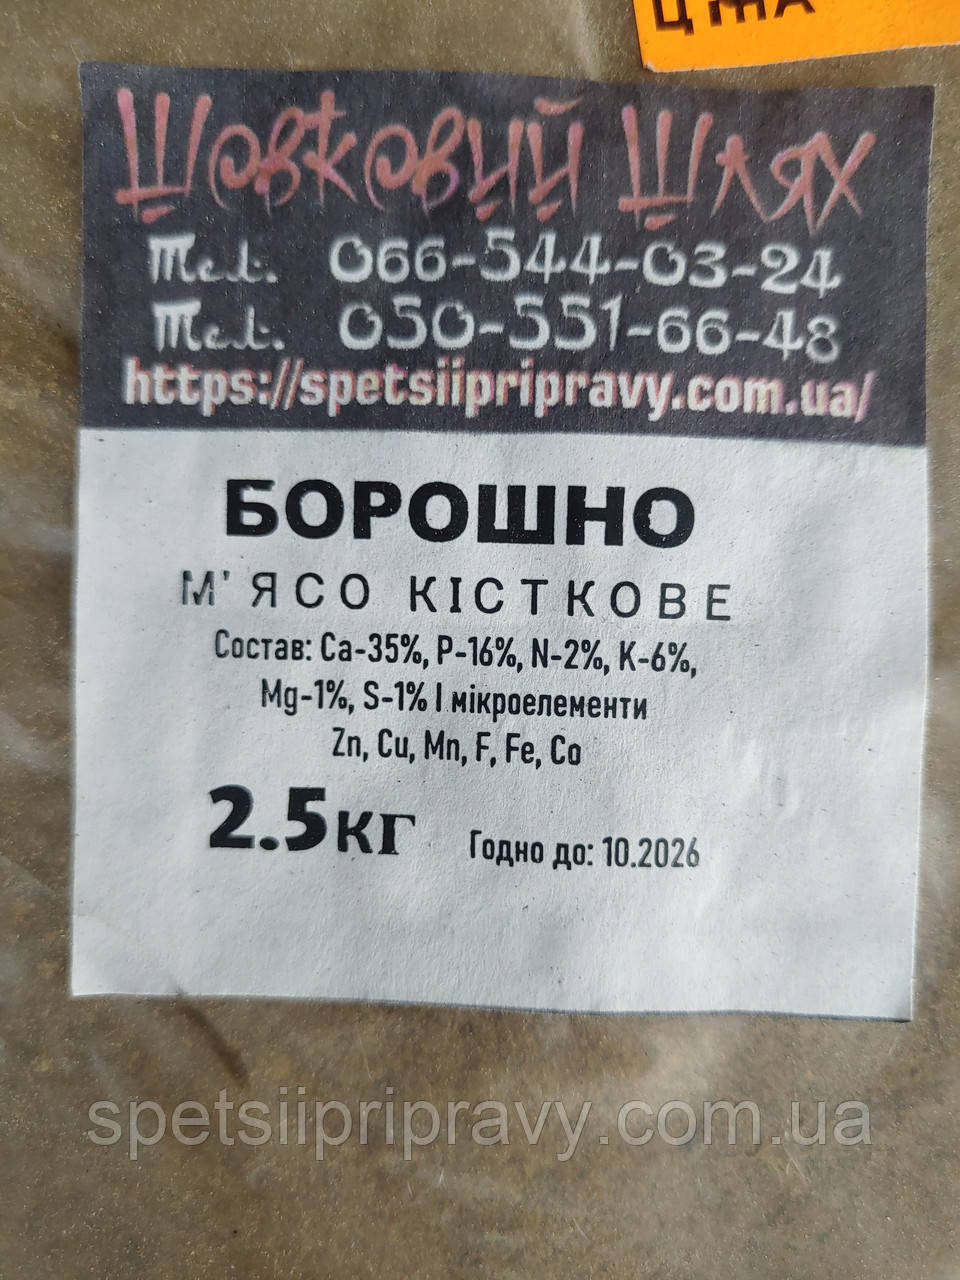 Шовковий Шлях
Тел. 066-544-03-24
Тел. 050-551-66-48
https://spetsiipripravy.com.ua/
БОРОШНО
М'ЯСО КІСТКОВЕ
Состав: Ca-35%, P-16%, N-2%, K-6%,
Mg-1%, S-1% І мікроелементи
Zn, Cu, Mn, F, Fe, Co
2.5кг Годно до: 10.2026
spetsiipripravy.com.ua